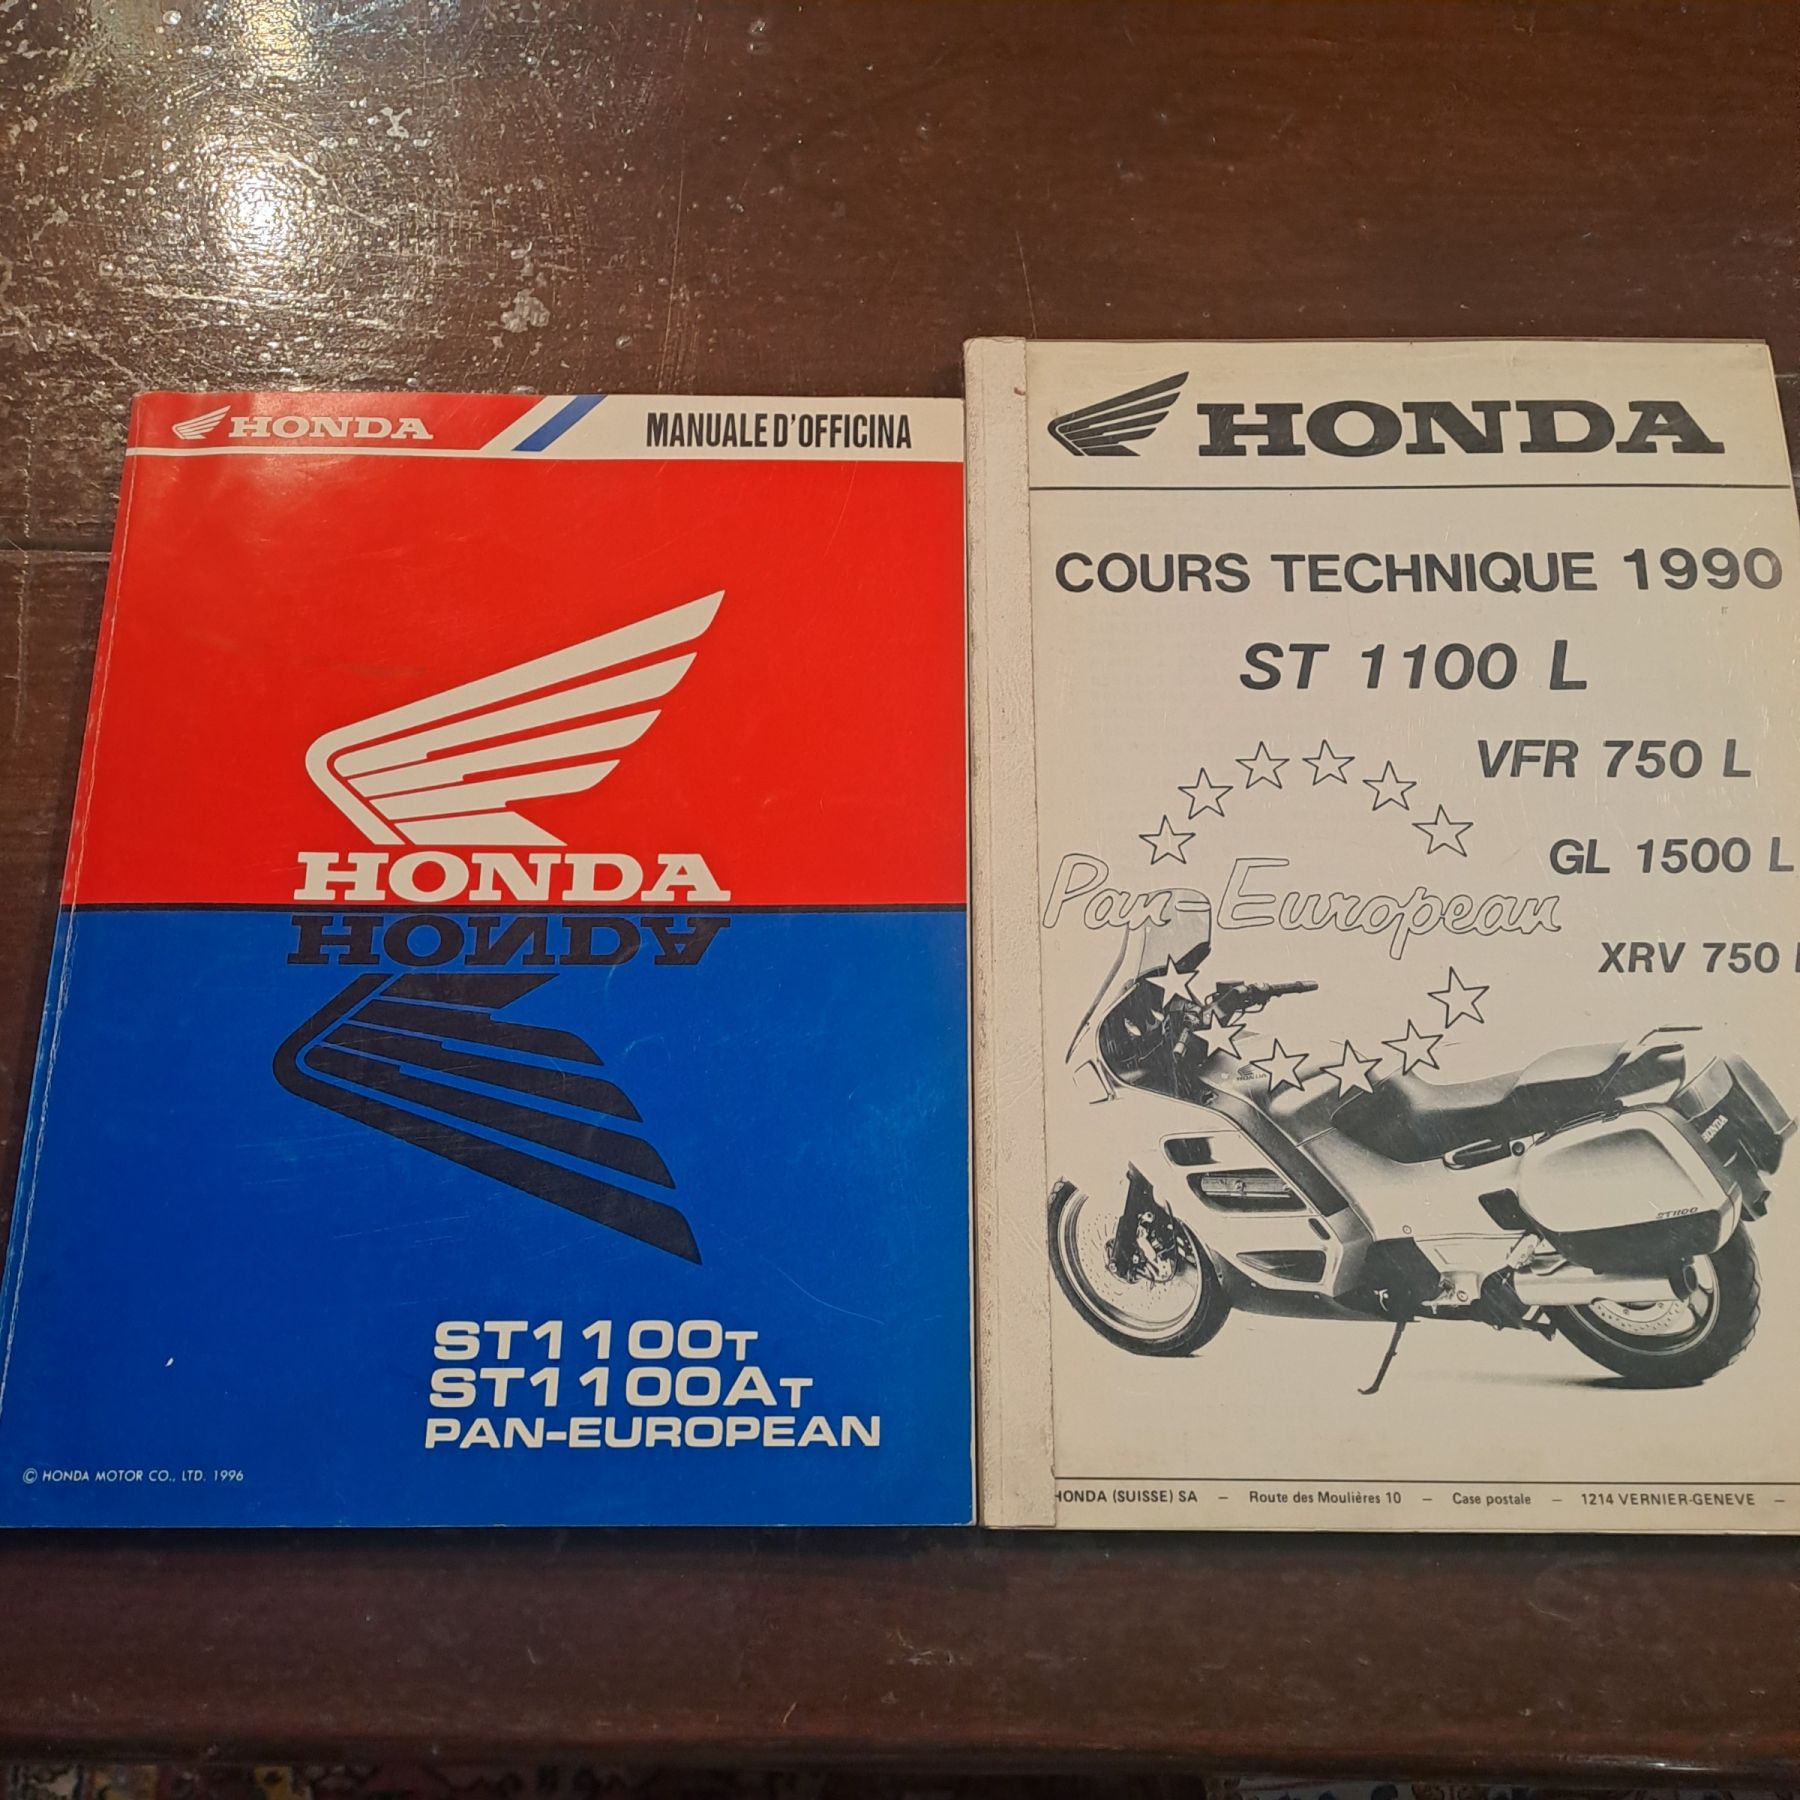 HONDA
MANUALE D'OFFICINA
HONDA
HONDA
ST1100T
ST1100AT
PAN-EUROPEAN
© HONDA MOTOR CO., LTD. 1996
HONDA
COURS TECHNIQUE 1990
ST 1100 L
VFR 750 L
GL 1500 L
Pan-European
XRV 750
HONDA
HONDA
ST1100
HONDA (SUISSE) SA – Route des Moulières 10 – Case postale – 1214 VERNIER-GENEVE –